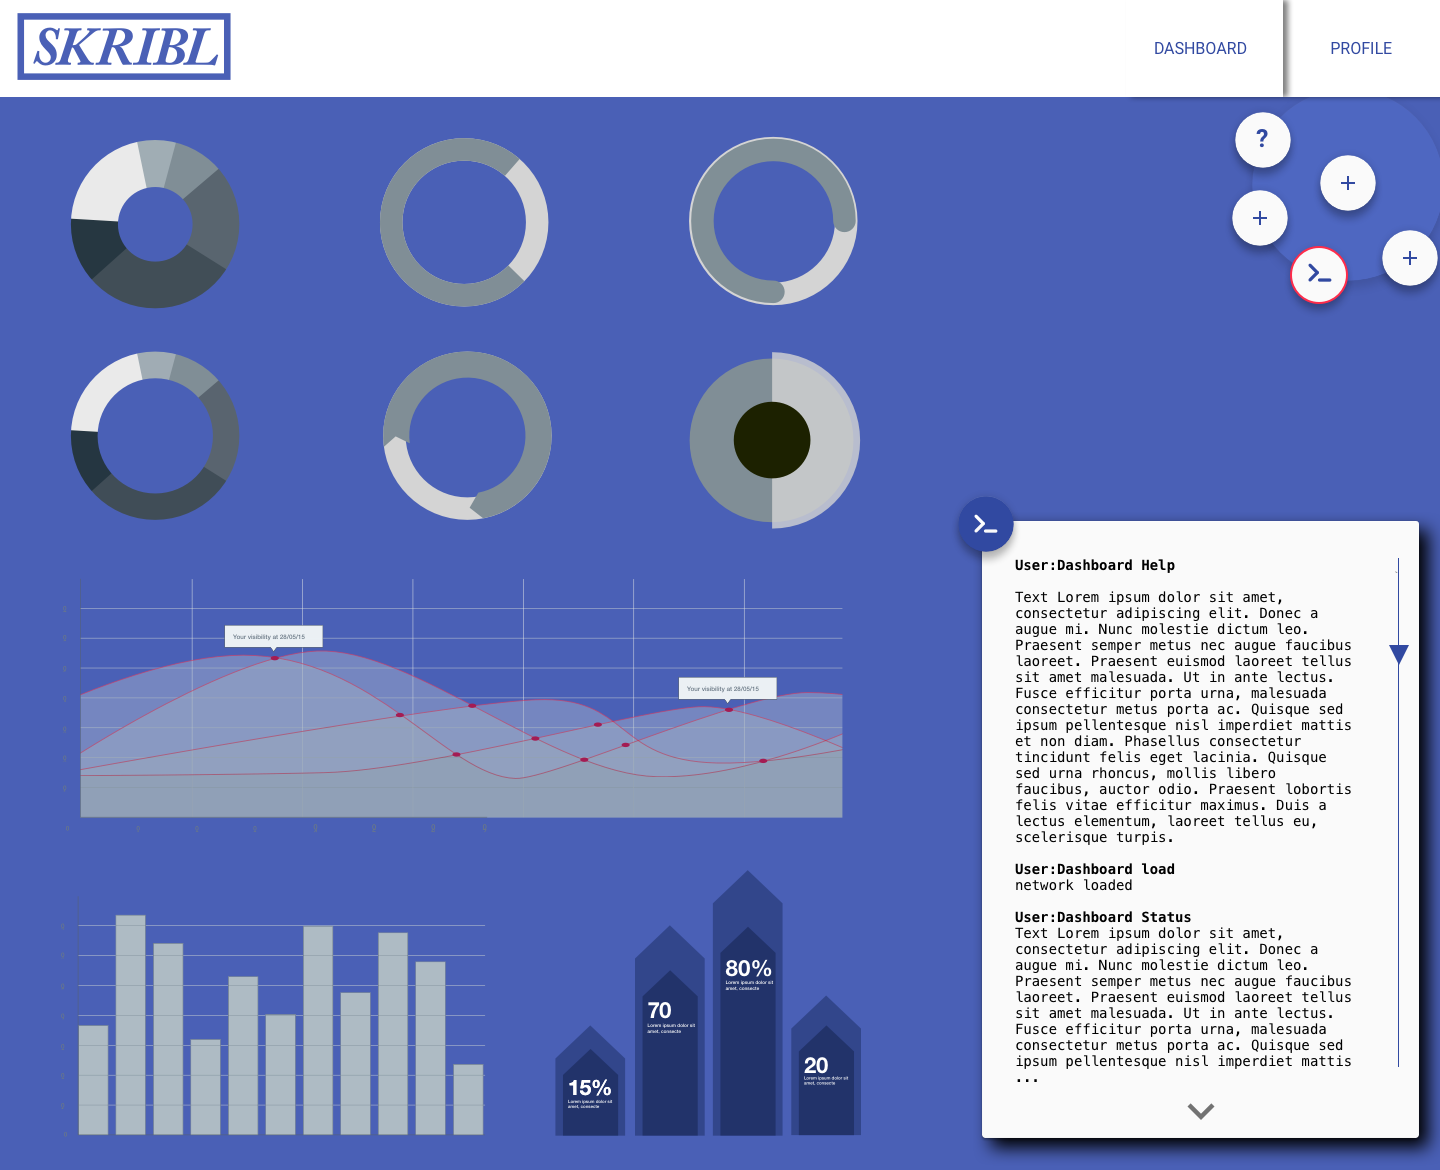 SKRIBL
DASHBOARD
PROFILE
?
Your visibility at 28/05/15
Your visibility at 28/05/15
80%
Lorem ipsum dolor sit
amet, consecte
70
Lorem ipsum dolor sit
amet, consecte
20
Lorem ipsum dolor sit
amet, consecte
15%
Lorem ipsum dolor sit
amet, consecte
User:Dashboard Help
Text Lorem ipsum dolor sit amet,
consectetur adipiscing elit. Donec a
augue mi. Nunc molestie dictum leo.
Praesent semper metus nec augue faucibus
laoreet. Praesent euismod laoreet tellus
sit amet malesuada. Ut in ante lectus.
Fusce efficitur porta urna, malesuada
consectetur metus porta ac. Quisque sed
ipsum pellentesque nisl imperdiet mattis
et non diam. Phasellus consectetur
tincidunt felis eget lacinia. Quisque
sed urna rhoncus, mollis libero
faucibus, auctor odio. Praesent lobortis
felis vitae efficitur maximus. Duis a
lectus elementum, laoreet tellus eu,
scelerisque turpis.
User:Dashboard load
network loaded
User:Dashboard Status
Text Lorem ipsum dolor sit amet,
consectetur adipiscing elit. Donec a
augue mi. Nunc molestie dictum leo.
Praesent semper metus nec augue faucibus
laoreet. Praesent euismod laoreet tellus
sit amet malesuada. Ut in ante lectus.
Fusce efficitur porta urna, malesuada
consectetur metus porta ac. Quisque sed
ipsum pellentesque nisl imperdiet mattis
...